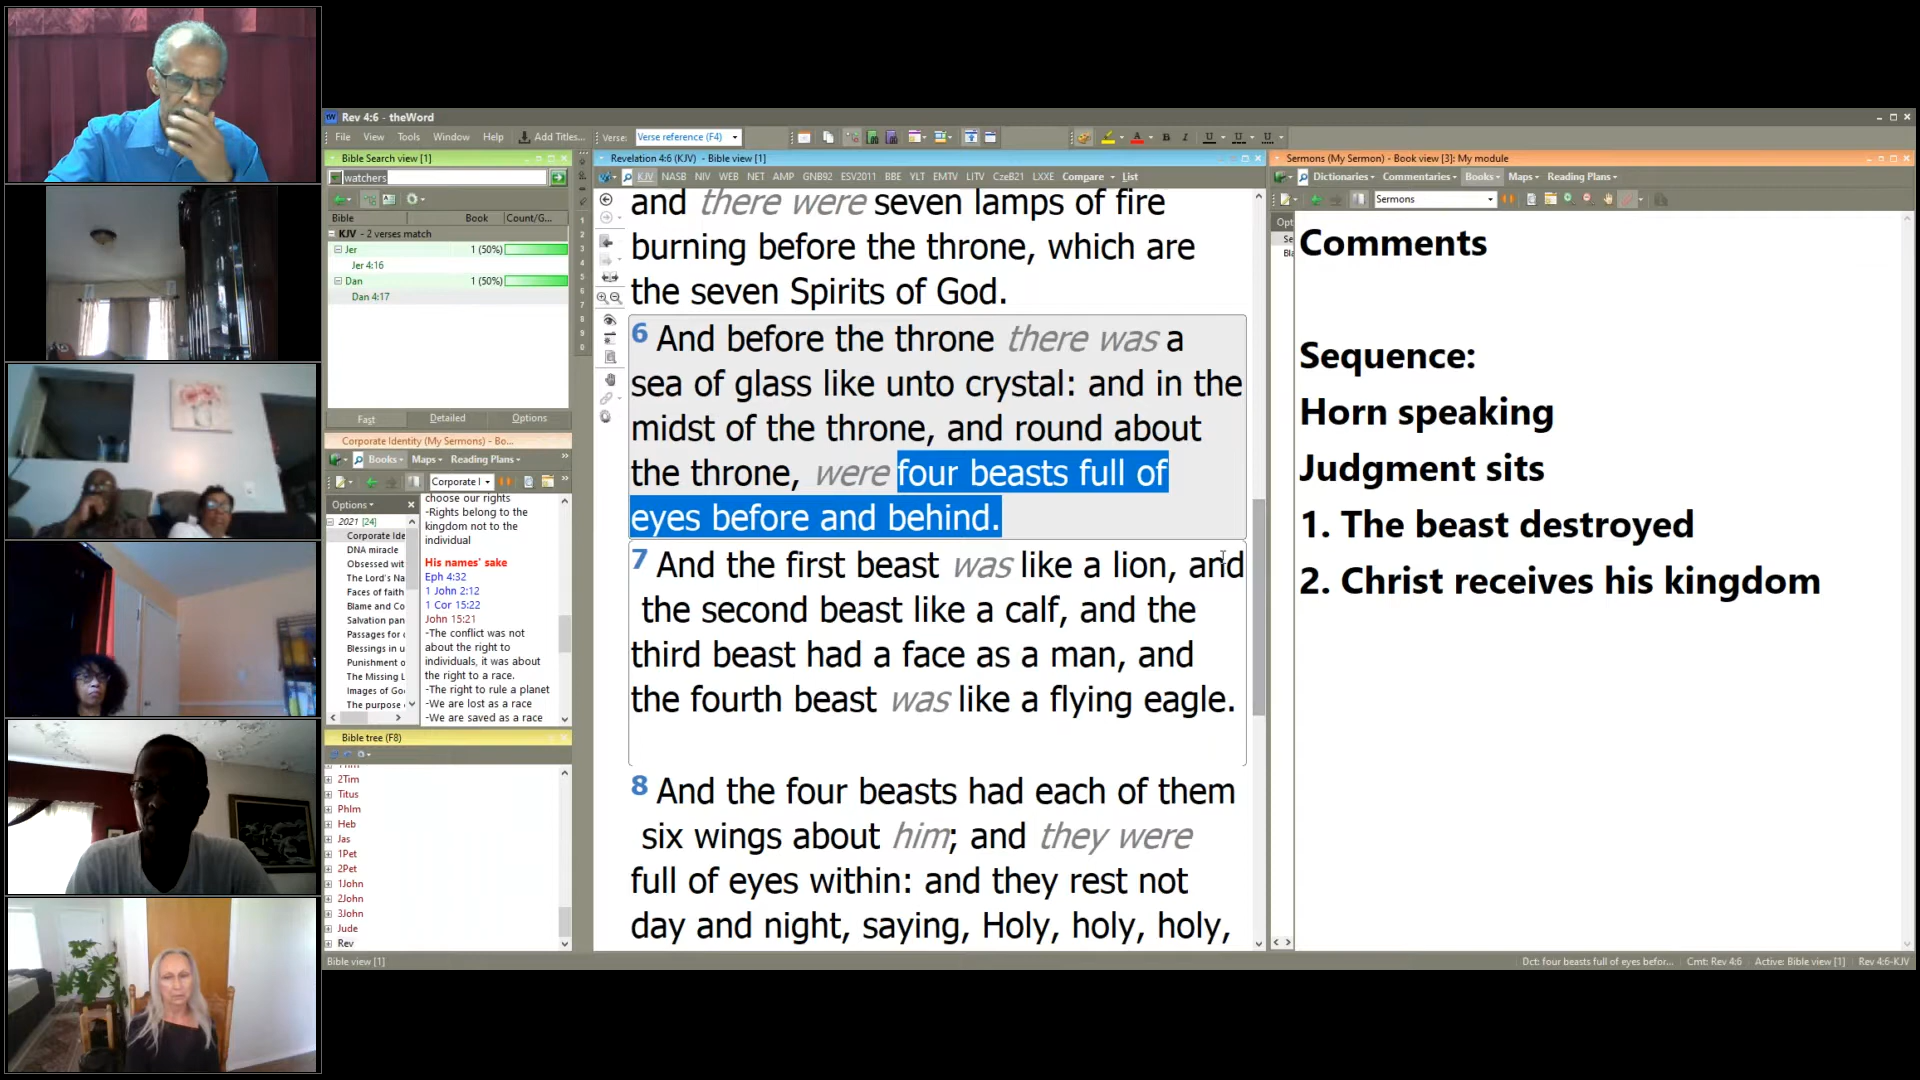 Rev 4:6 - theWord
File View Tools Window Help Add Titles...
Verse: Verse reference (F4)
Bible Search view [1]
watchers
Bible Book Count/G...
KJV - 2 verses match
Jer 1 (50%)
Jer 4:16
Dan 1 (50%)
Dan 4:17
Fast Detailed Options
Corporate Identity (My Sermons) - Bo...
Books Maps Reading Plans
Corporate I
Options
2021 [24]
Corporate Ide
DNA miracle
Obsessed wit
The Lord's Na
Faces of faith
Blame and Co
Salvation pan
Passages for c
Blessings in u
Punishment o
The Missing L
Images of Go
The purpose
choose our rights
-Rights belong to the
kingdom not to the
individual
His names' sake
Eph 4:32
1 John 2:12
1 Cor 15:22
John 15:21
-The conflict was not
about the right to
individuals, it was about
the right to a race.
-The right to rule a planet
-We are lost as a race
-We are saved as a race
Bible tree (F8)
2Tim
Titus
Phlm
Heb
Jas
1Pet
2Pet
1John
2John
3John
Jude
Rev
Revelation 4:6 (KJV) - Bible view [1]
KJV NASB NIV WEB NET AMP GNB92 ESV2011 BBE YLT EMTV LITV CzeB21 LXXE Compare List
and there were seven lamps of fire
burning before the throne, which are
the seven Spirits of God.
6 And before the throne there was a
sea of glass like unto crystal: and in the
midst of the throne, and round about
the throne, were four beasts full of
eyes before and behind.
7 And the first beast was like a lion, and
the second beast like a calf, and the
third beast had a face as a man, and
the fourth beast was like a flying eagle.
8 And the four beasts had each of them
six wings about him; and they were
full of eyes within: and they rest not
day and night, saying, Holy, holy, holy,
Sermons (My Sermon) - Book view [3]: My module
Dictionaries Commentaries Books Maps Reading Plans
Sermons
Opt
Se
Bl
Comments
Sequence:
Horn speaking
Judgment sits
1. The beast destroyed
2. Christ receives his kingdom
Bible view [1] Dct: four beasts full of eyes befor... Cmt: Rev 4:6 Active: Bible view [1] Rev 4:6-KJV